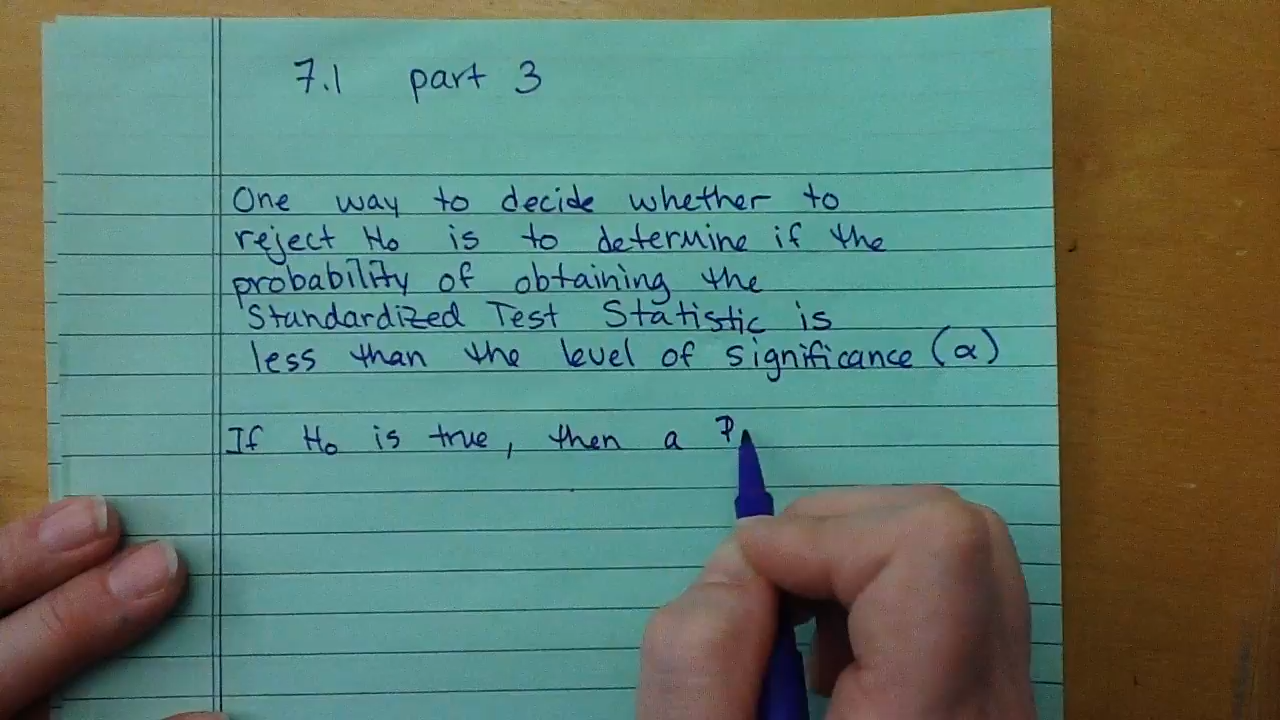 7.1 part 3
One way to decide whether to
reject H₀ is to determine if the
probability of obtaining the
Standardized Test Statistic is
less than the level of significance (α)
If H₀ is true, then a P